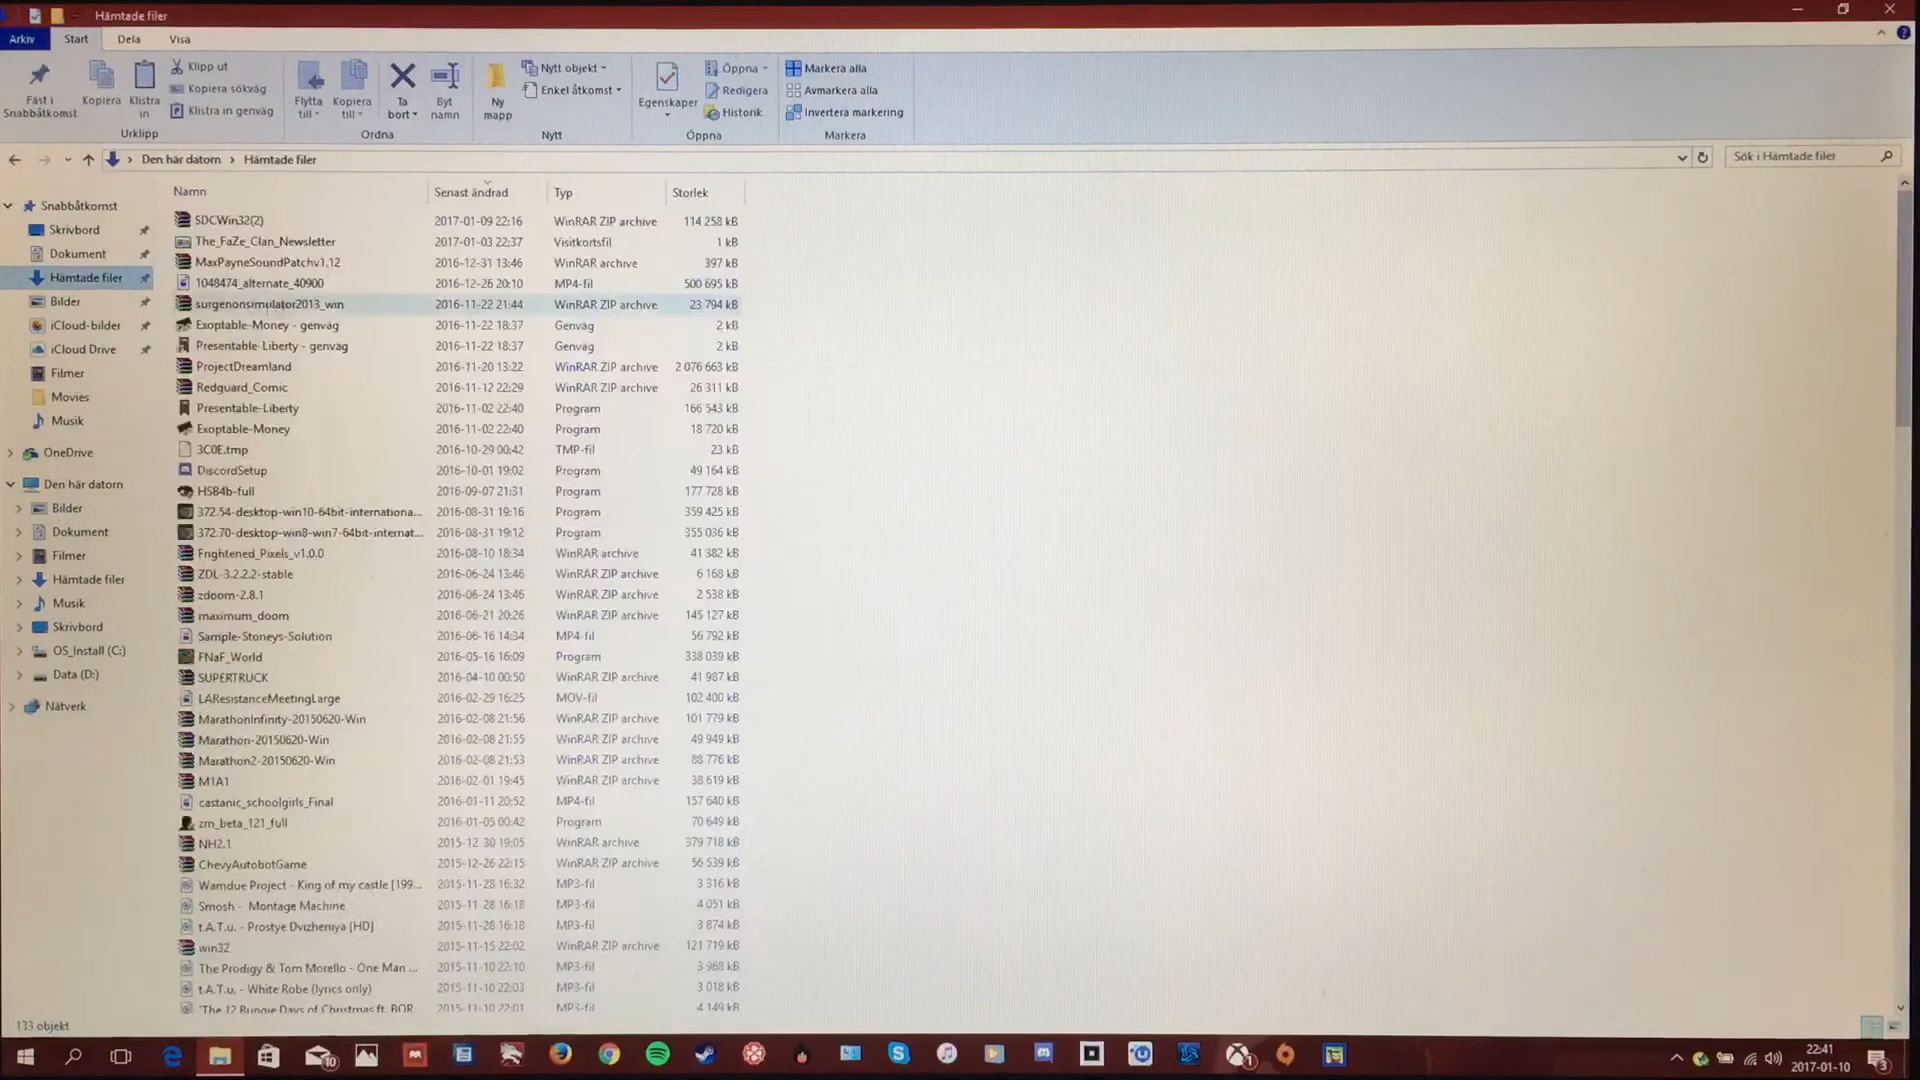 Hämtade filer
Arkiv Start Dela Visa
Fäst i Snabbåtkomst
Kopiera
Klistra in
Klipp ut
Kopiera sökväg
Klistra in genväg
Urklipp
Flytta till
Kopiera till
Ta bort
Byt namn
Ordna
Ny mapp
Nytt objekt
Enkel åtkomst
Nytt
Egenskaper
Öppna
Redigera
Historik
Öppna
Markera alla
Avmarkera alla
Invertera markering
Markera
Den här datorn > Hämtade filer
Sök i Hämtade filer
Snabbåtkomst
Skrivbord
Dokument
Hämtade filer
Bilder
iCloud-bilder
iCloud Drive
Filmer
Movies
Musik
OneDrive
Den här datorn
Bilder
Dokument
Filmer
Hämtade filer
Musik
Skrivbord
OS_Install (C:)
Data (D:)
Nätverk
Namn Senast ändrad Typ Storlek
SDCWin32(2) 2017-01-09 22:16 WinRAR ZIP archive 114 258 kB
The_FaZe_Clan_Newsletter 2017-01-03 22:37 Visitkortsfil 1 kB
MaxPayneSoundPatchv1.12 2016-12-31 13:46 WinRAR archive 397 kB
1048474_alternate_40900 2016-12-26 20:10 MP4-fil 500 695 kB
surgenonsimulator2013_win 2016-11-22 21:44 WinRAR ZIP archive 23 794 kB
Exoptable-Money - genväg 2016-11-22 18:37 Genväg 2 kB
Presentable-Liberty - genväg 2016-11-22 18:37 Genväg 2 kB
ProjectDreamland 2016-11-20 13:22 WinRAR ZIP archive 2 076 663 kB
Redguard_Comic 2016-11-12 22:29 WinRAR ZIP archive 26 311 kB
Presentable-Liberty 2016-11-02 22:40 Program 166 543 kB
Exoptable-Money 2016-11-02 22:40 Program 18 720 kB
3C0E.tmp 2016-10-29 00:42 TMP-fil 23 kB
DiscordSetup 2016-10-01 19:02 Program 49 164 kB
HSB4b-full 2016-09-07 21:31 Program 177 728 kB
372.54-desktop-win10-64bit-internationa... 2016-08-31 19:16 Program 359 425 kB
372.70-desktop-win8-win7-64bit-internat... 2016-08-31 19:12 Program 355 036 kB
Frightened_Pixels_v1.0.0 2016-08-10 18:34 WinRAR archive 41 382 kB
ZDL-3.2.2.2-stable 2016-06-24 13:46 WinRAR ZIP archive 6 168 kB
zdoom-2.8.1 2016-06-24 13:46 WinRAR ZIP archive 2 538 kB
maximum_doom 2016-06-21 20:26 WinRAR ZIP archive 145 127 kB
Sample-Stoneys-Solution 2016-06-16 14:34 MP4-fil 56 792 kB
FNaF_World 2016-05-16 16:09 Program 338 039 kB
SUPERTRUCK 2016-04-10 00:50 WinRAR ZIP archive 41 987 kB
LAResistanceMeetingLarge 2016-02-29 16:25 MOV-fil 102 400 kB
MarathonInfinity-20150620-Win 2016-02-08 21:56 WinRAR ZIP archive 101 779 kB
Marathon-20150620-Win 2016-02-08 21:55 WinRAR ZIP archive 49 949 kB
Marathon2-20150620-Win 2016-02-08 21:53 WinRAR ZIP archive 88 776 kB
M1A1 2016-02-01 19:45 WinRAR ZIP archive 38 619 kB
castanic_schoolgirls_Final 2016-01-11 20:52 MP4-fil 157 640 kB
zm_beta_121_full 2016-01-05 00:42 Program 70 649 kB
NH2.1 2015-12-30 19:05 WinRAR archive 379 718 kB
ChevyAutobotGame 2015-12-26 22:15 WinRAR ZIP archive 56 539 kB
Wamdue Project - King of my castle [199... 2015-11-28 16:32 MP3-fil 3 316 kB
Smosh - Montage Machine 2015-11-28 16:18 MP3-fil 4 051 kB
t.A.T.u. - Prostye Dvizheniya [HD] 2015-11-28 16:18 MP3-fil 3 874 kB
win32 2015-11-15 22:02 WinRAR ZIP archive 121 719 kB
The Prodigy & Tom Morello - One Man ... 2015-11-10 22:10 MP3-fil 3 968 kB
t.A.T.u. - White Robe (lyrics only) 2015-11-10 22:03 MP3-fil 3 018 kB
'The 12 Bungie Days of Christmas ft. BOR 2015-11-10 22:01 MP3-fil 4 149 kB
133 objekt
10
1
22:41
2017-01-10
3